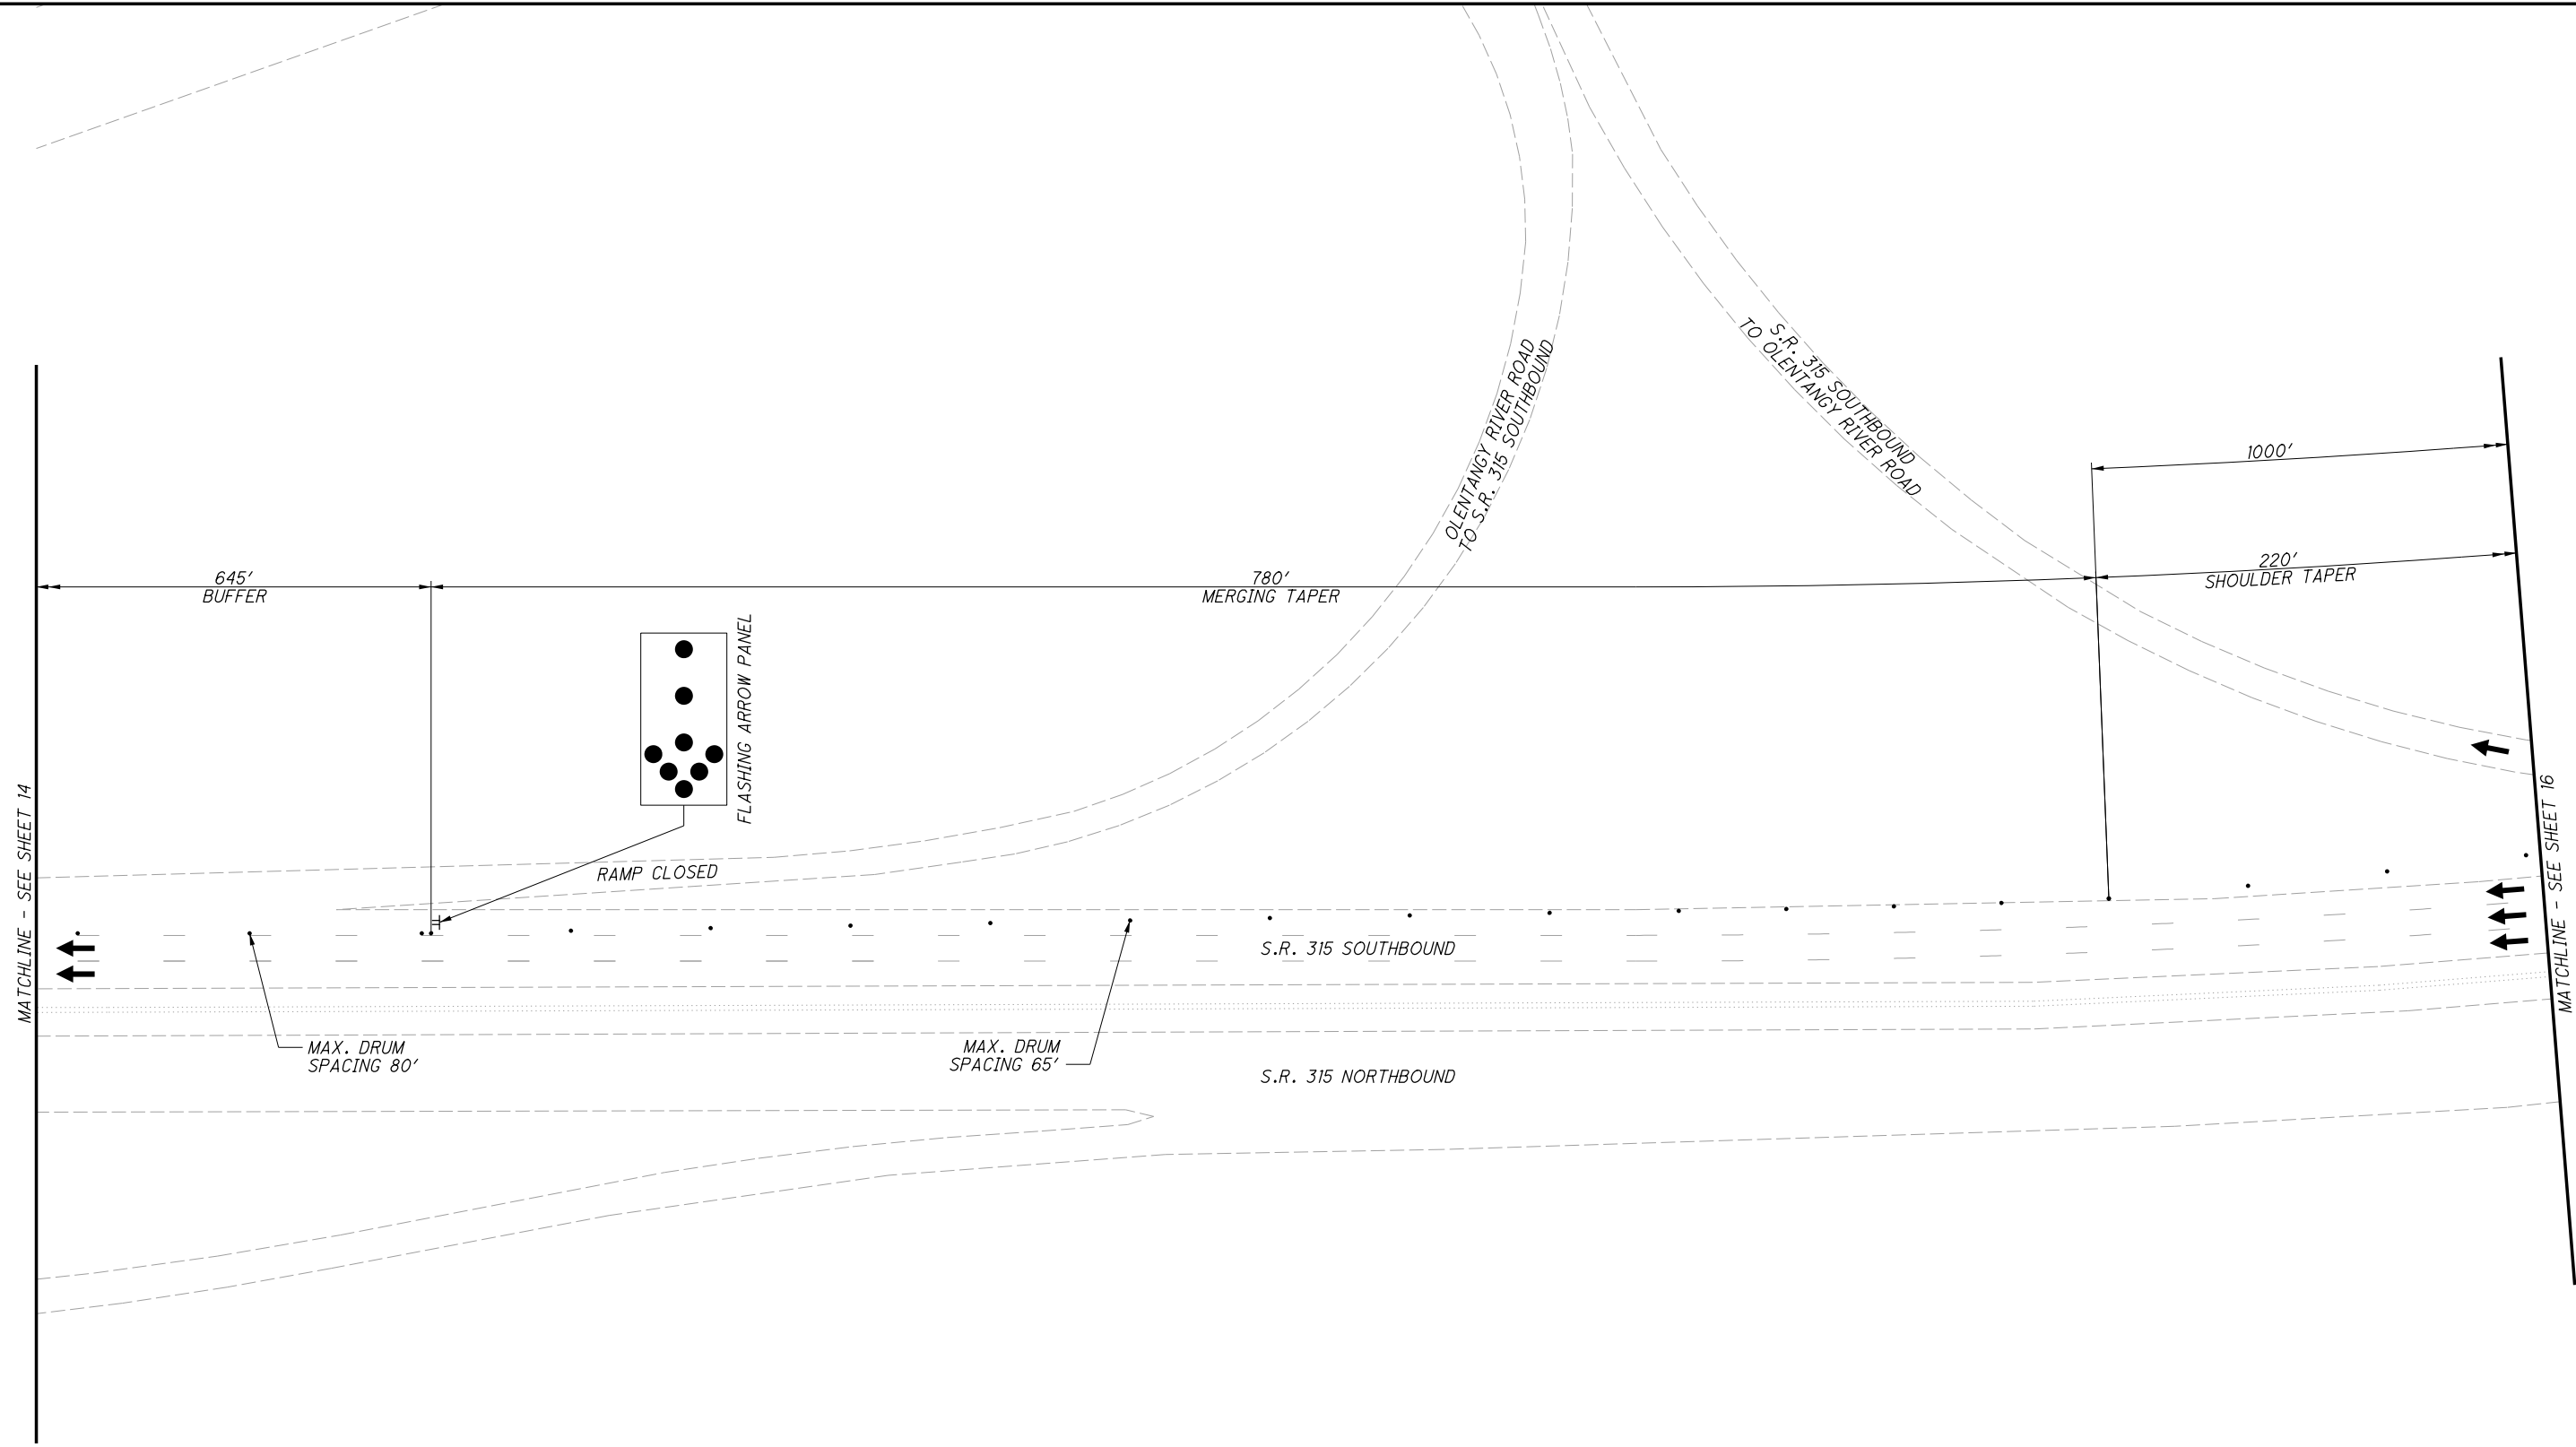 OLENTANGY RIVER ROAD
TO S.R. 315 SOUTHBOUND
S.R. 315 SOUTHBOUND
TO OLENTANGY RIVER ROAD
1000'
645'
BUFFER
780'
MERGING TAPER
220'
SHOULDER TAPER
FLASHING ARROW PANEL
RAMP CLOSED
MATCHLINE - SEE SHEET 14
MATCHLINE - SEE SHEET 16
S.R. 315 SOUTHBOUND
MAX. DRUM
SPACING 80'
MAX. DRUM
SPACING 65'
S.R. 315 NORTHBOUND